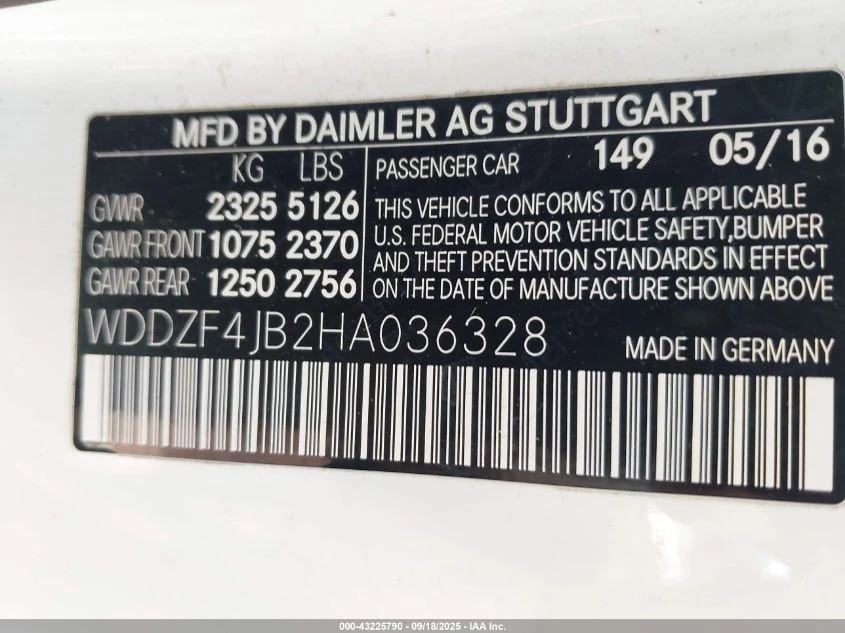 MFD BY DAIMLER AG STUTTGART
KG LBS
GVWR 2325 5126
GAWR FRONT 1075 2370
GAWR REAR 1250 2756
PASSENGER CAR 149 05/16
THIS VEHICLE CONFORMS TO ALL APPLICABLE
U.S. FEDERAL MOTOR VEHICLE SAFETY,BUMPER
AND THEFT PREVENTION STANDARDS IN EFFECT
ON THE DATE OF MANUFACTURE SHOWN ABOVE
WDDZF4JB2HA036328
MADE IN GERMANY
000-43225790 - 09/18/2025 - IAA Inc.